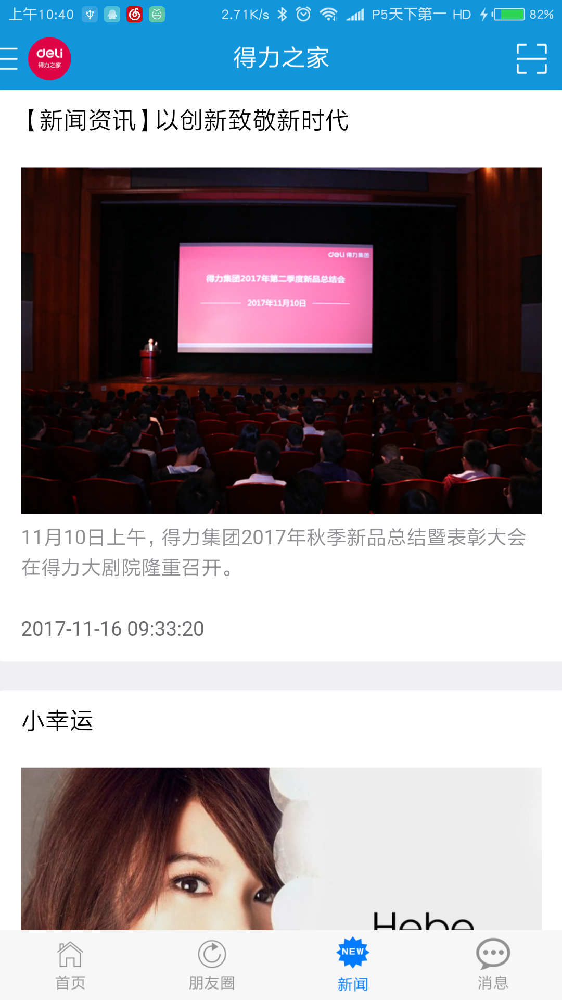 上午10:40 2.71K/s P5天下第一 HD 82%
deli
得力之家
得力之家
【新闻资讯】以创新致敬新时代
deli 得力集团
得力集团2017年第二季度新品总结会
2017年11月10日
11月10日上午，得力集团2017年秋季新品总结暨表彰大会
在得力大剧院隆重召开。
2017-11-16 09:33:20
小幸运
Hebe
NEW
首页 朋友圈 新闻 消息